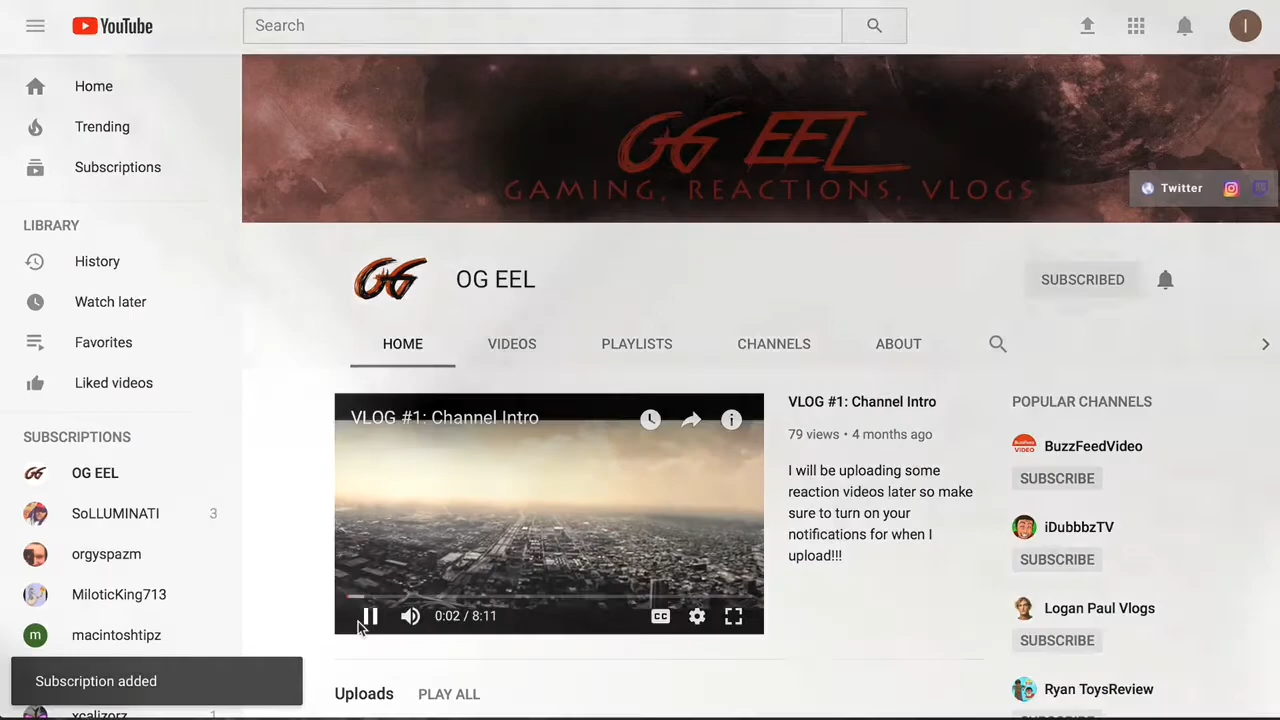 YouTube
Search
I
Home
Trending
Subscriptions
LIBRARY
History
Watch later
Favorites
Liked videos
SUBSCRIPTIONS
OG EEL
SoLLUMINATI 3
orgyspazm
MiloticKing713
m macintoshtipz
xcalizorz 1
Subscription added
OG EEL
GAMING, REACTIONS, VLOGS
Twitter
OG
OG EEL
SUBSCRIBED
HOME VIDEOS PLAYLISTS CHANNELS ABOUT
VLOG #1: Channel Intro
0:02 / 8:11
CC
VLOG #1: Channel Intro
79 views • 4 months ago
I will be uploading some
reaction videos later so make
sure to turn on your
notifications for when I
upload!!!
Uploads PLAY ALL
POPULAR CHANNELS
BuzzFeedVideo
SUBSCRIBE
iDubbbzTV
SUBSCRIBE
Logan Paul Vlogs
SUBSCRIBE
Ryan ToysReview